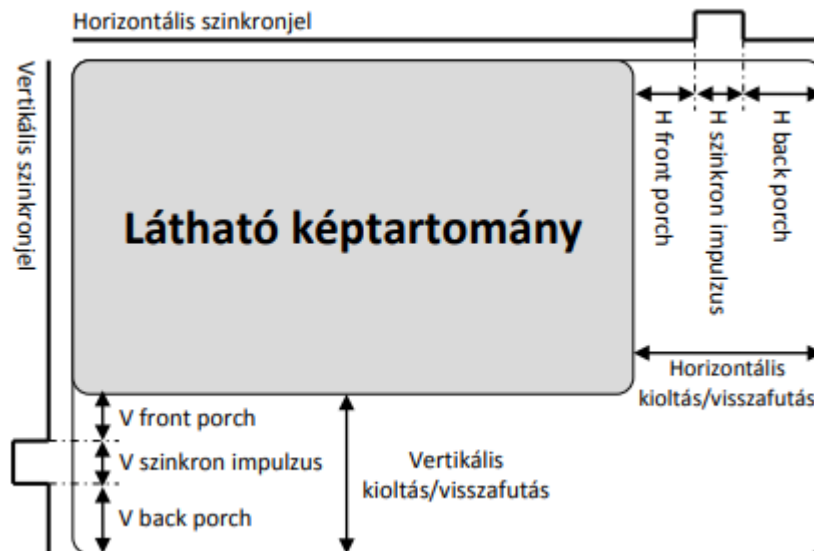 Horizontális szinkronjel
Vertikális szinkronjel
Látható képtartomány
H front porch
H szinkron impulzus
H back porch
Horizontális
kioltás/visszafutás
V front porch
V szinkron impulzus
V back porch
Vertikális
kioltás/visszafutás